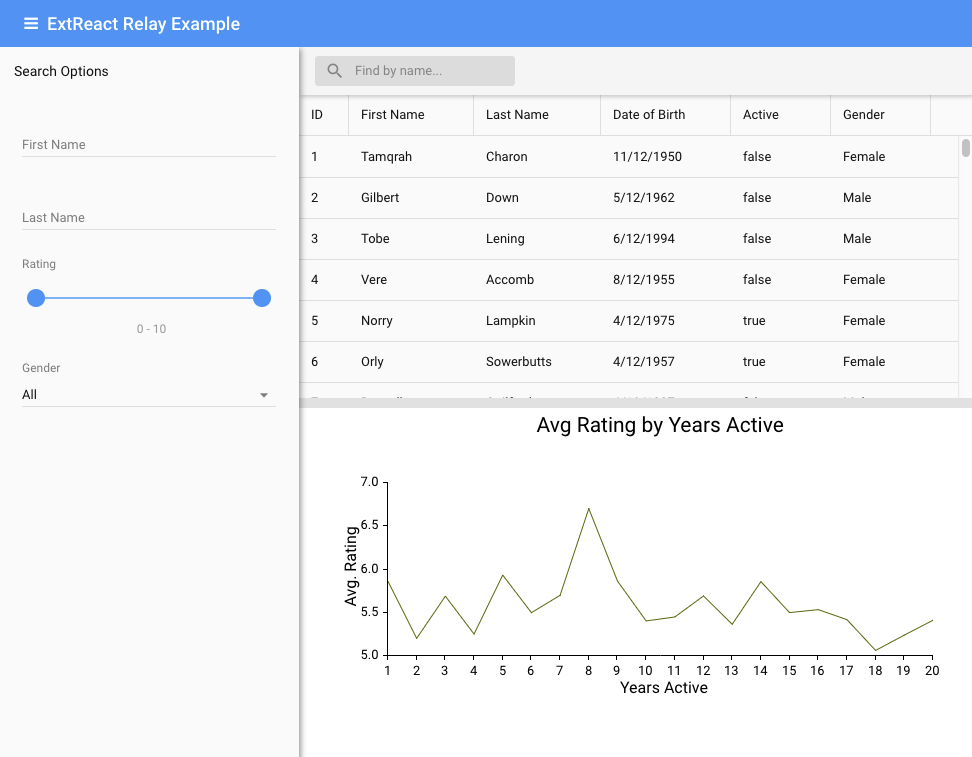 ExtReact Relay Example
Search Options
First Name
Last Name
Rating
0 - 10
Gender
All
Find by name...
ID First Name Last Name Date of Birth Active Gender
1 Tamqrah Charon 11/12/1950 false Female
2 Gilbert Down 5/12/1962 false Male
3 Tobe Lening 6/12/1994 false Male
4 Vere Accomb 8/12/1955 false Female
5 Norry Lampkin 4/12/1975 true Female
6 Orly Sowerbutts 4/12/1957 true Female
Avg Rating by Years Active
7.0
6.5
6.0
5.5
5.0
Avg. Rating
1 2 3 4 5 6 7 8 9 10 11 12 13 14 15 16 17 18 19 20
Years Active